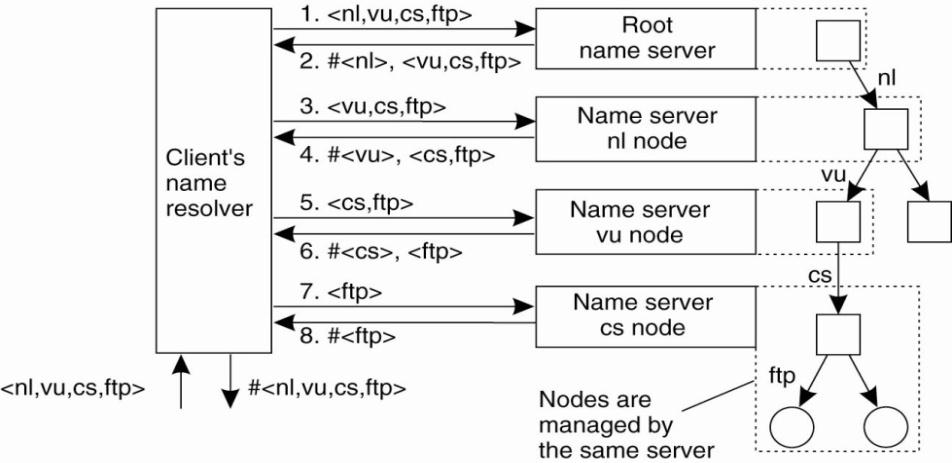 1. <nl,vu,cs,ftp>
2. #<nl>, <vu,cs,ftp>
Root
name server
nl
3. <vu,cs,ftp>
4. #<vu>, <cs,ftp>
Name server
nl node
vu
Client's
name
resolver
5. <cs,ftp>
6. #<cs>, <ftp>
Name server
vu node
cs
7. <ftp>
8. #<ftp>
Name server
cs node
ftp
<nl,vu,cs,ftp>
#<nl,vu,cs,ftp>
Nodes are
managed by
the same server